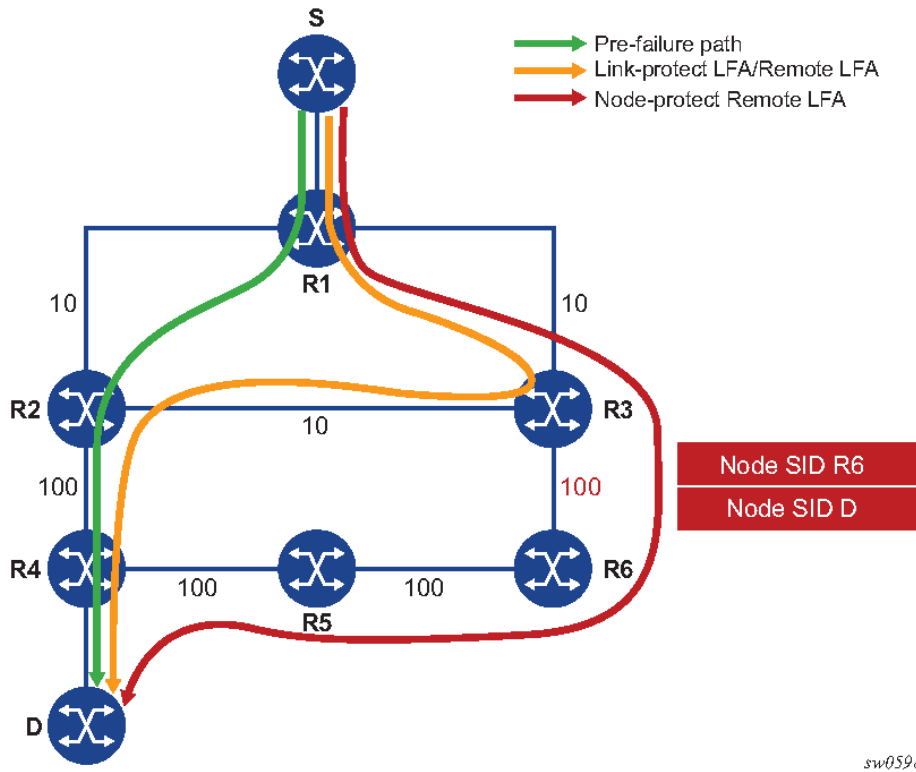 S
Pre-failure path
Link-protect LFA/Remote LFA
Node-protect Remote LFA
R1
10
10
R2
10
R3
100
100
Node SID R6
Node SID D
R4
100
R5
100
R6
D